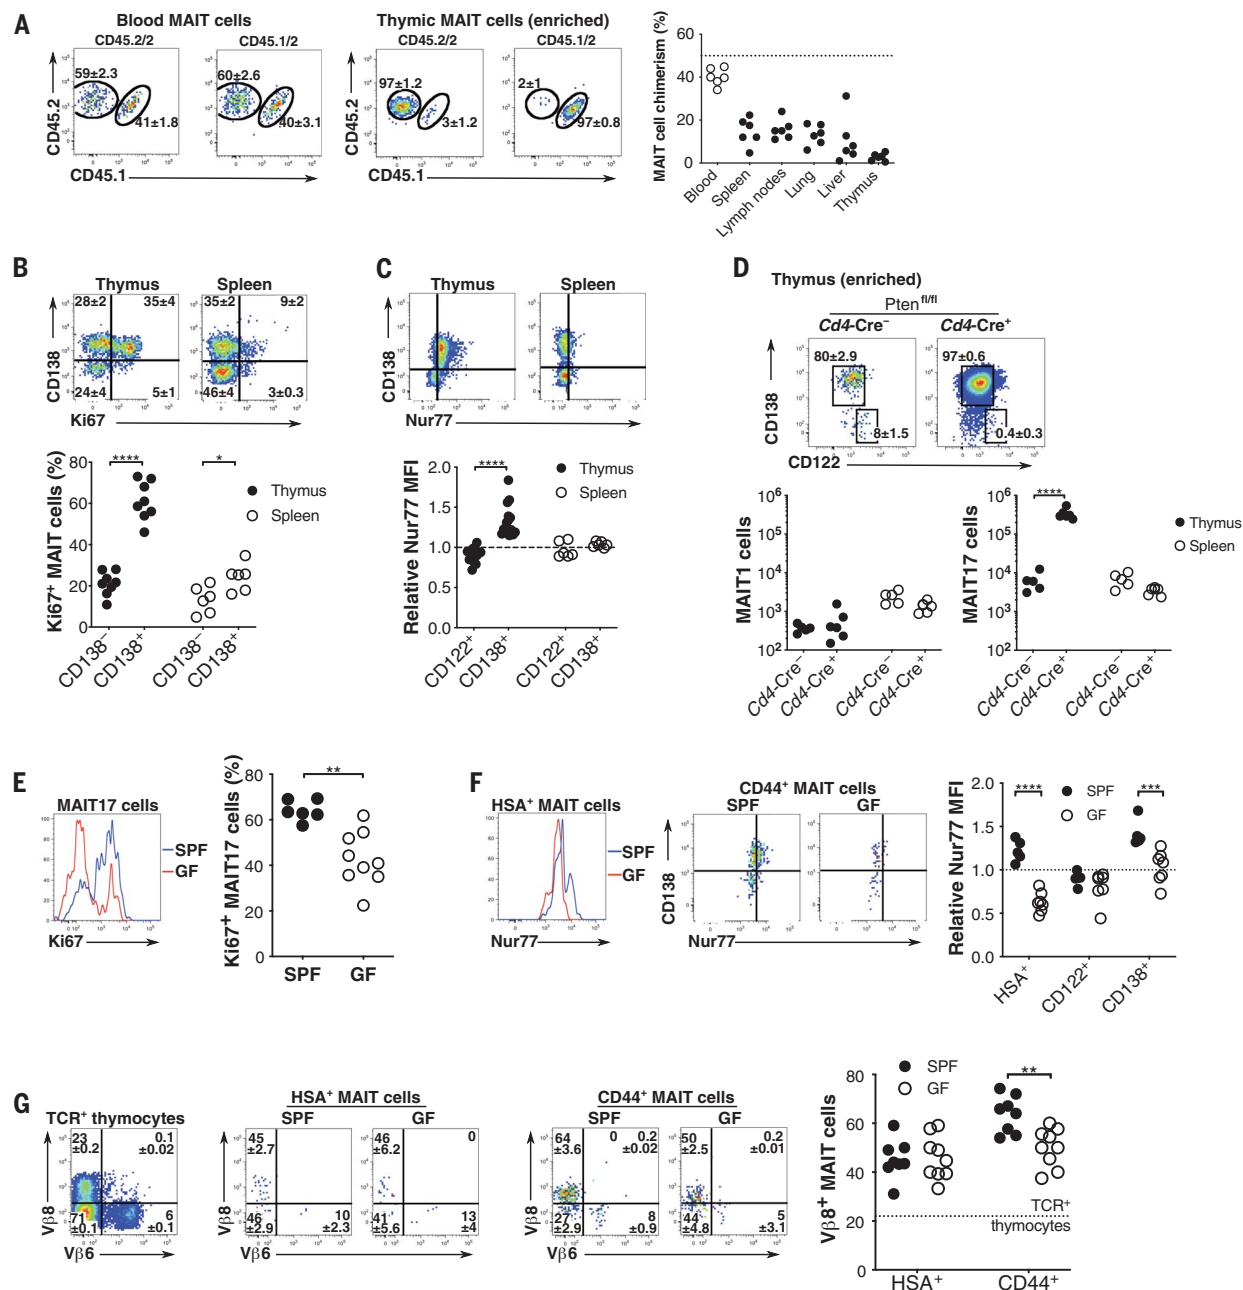 A
Blood MAIT cells
Thymic MAIT cells (enriched)
CD45.2/2
CD45.1/2
CD45.2/2
CD45.1/2
59±2.3
41±1.8
60±2.6
40±3.1
97±1.2
3±1.2
2±1
97±0.8
CD45.2
CD45.1
CD45.2
CD45.1
MAIT cell chimerism (%)
60
40
20
0
Blood
Spleen
Lymph nodes
Lung
Liver
Thymus
B
Thymus
Spleen
28±2
35±4
24±4
5±1
35±2
9±2
46±4
3±0.3
CD138
Ki67
Ki67+ MAIT cells (%)
80
60
40
20
0
****
*
Thymus
Spleen
CD138−
CD138+
CD138−
CD138+
C
Thymus
Spleen
CD138
Nur77
Relative Nur77 MFI
2.0
1.5
1.0
0.5
0.0
****
Thymus
Spleen
CD122+
CD138+
CD122+
CD138+
D
Thymus (enriched)
Pten fl/fl
Cd4-Cre−
Cd4-Cre+
80±2.9
8±1.5
97±0.6
0.4±0.3
CD138
CD122
MAIT1 cells
10⁶
10⁵
10⁴
10³
10²
Cd4-Cre−
Cd4-Cre+
Cd4-Cre−
Cd4-Cre+
MAIT17 cells
10⁶
10⁵
10⁴
10³
10²
****
Cd4-Cre−
Cd4-Cre+
Cd4-Cre−
Cd4-Cre+
Thymus
Spleen
E
MAIT17 cells
SPF
GF
Ki67
Ki67+ MAIT17 cells (%)
80
60
40
20
0
**
SPF
GF
F
HSA+ MAIT cells
SPF
GF
Nur77
CD44+ MAIT cells
SPF
GF
CD138
Nur77
Relative Nur77 MFI
2.0
1.5
1.0
0.5
0.0
****
***
SPF
GF
HSA+
CD122+
CD138+
G
TCR+ thymocytes
23
±0.2
0.1
±0.02
71
±0.1
6
±0.1
Vβ8
Vβ6
HSA+ MAIT cells
SPF
GF
45
±2.7
46
±2.9
10
±2.3
46
±6.2
0
41
±5.6
13
±4
Vβ8
Vβ6
CD44+ MAIT cells
SPF
GF
64
±3.6
0
0.2
±0.02
27
±2.9
8
±0.9
50
±2.5
0.2
±0.01
44
±4.8
5
±3.1
Vβ8
Vβ6
Vβ8+ MAIT cells
80
60
40
20
0
SPF
GF
**
TCR+
thymocytes
HSA+
CD44+